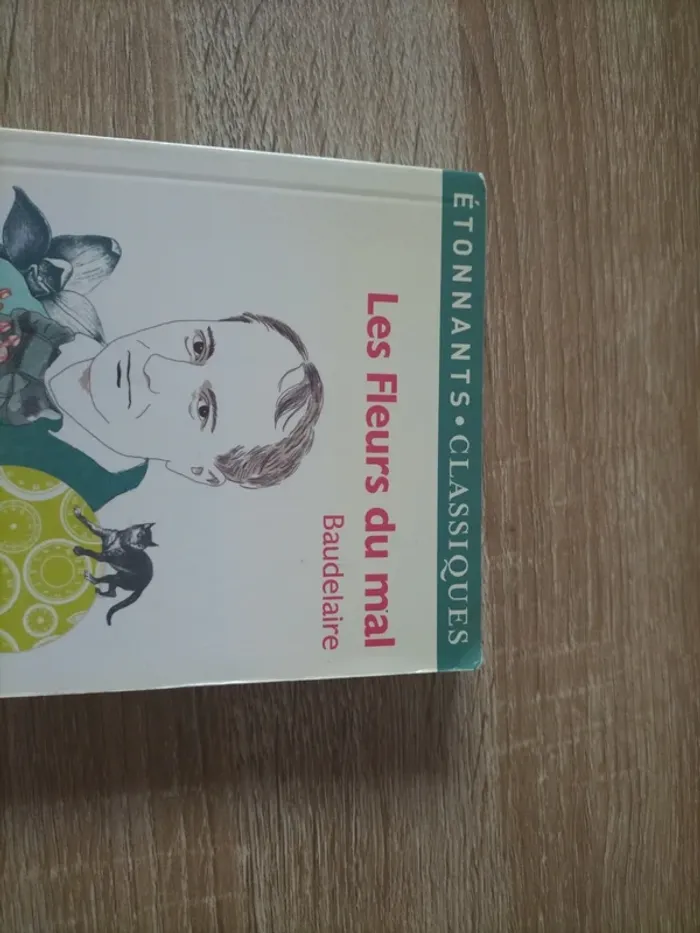 ÉTONNANTS • CLASSIQUES
Les Fleurs du mal
Baudelaire